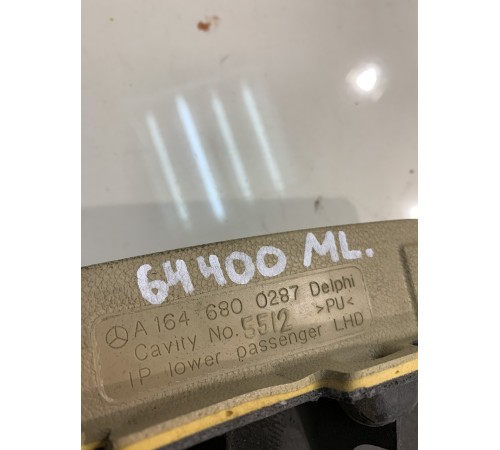 64400 ML.
A 164 680 0287 Delphi
Cavity No. 5512 >PU<
IP lower passenger LHD